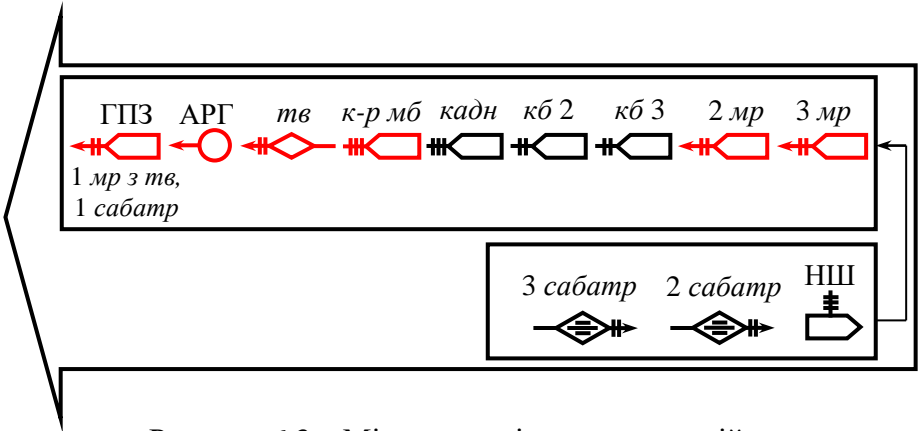 ГПЗ АРГ тв к-р мб кадн кб 2 кб 3 2 мр 3 мр
1 мр з тв,
1 сабатр
3 сабатр 2 сабатр НШ